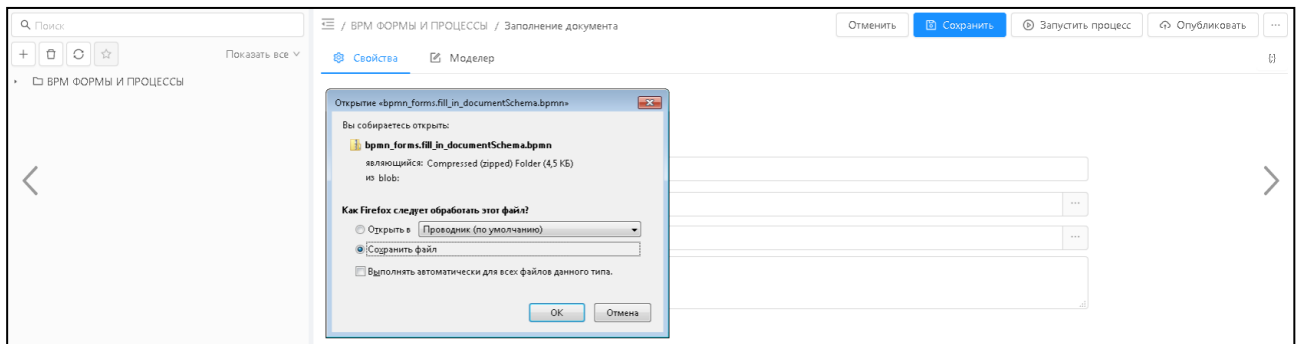 Поиск
Показать все
ВРМ ФОРМЫ И ПРОЦЕССЫ
/ ВРМ ФОРМЫ И ПРОЦЕССЫ / Заполнение документа
Отменить
Сохранить
Запустить процесс
Опубликовать
Свойства
Моделер
Открытие «bpmn_forms.fill_in_documentSchema.bpmn»
Вы собираетесь открыть:
bpmn_forms.fill_in_documentSchema.bpmn
являющийся: Compressed (zipped) Folder (4,5 КБ)
из blob:
Как Firefox следует обработать этот файл?
Открыть в Проводник (по умолчанию)
Сохранить файл
Выполнять автоматически для всех файлов данного типа.
ОК
Отмена